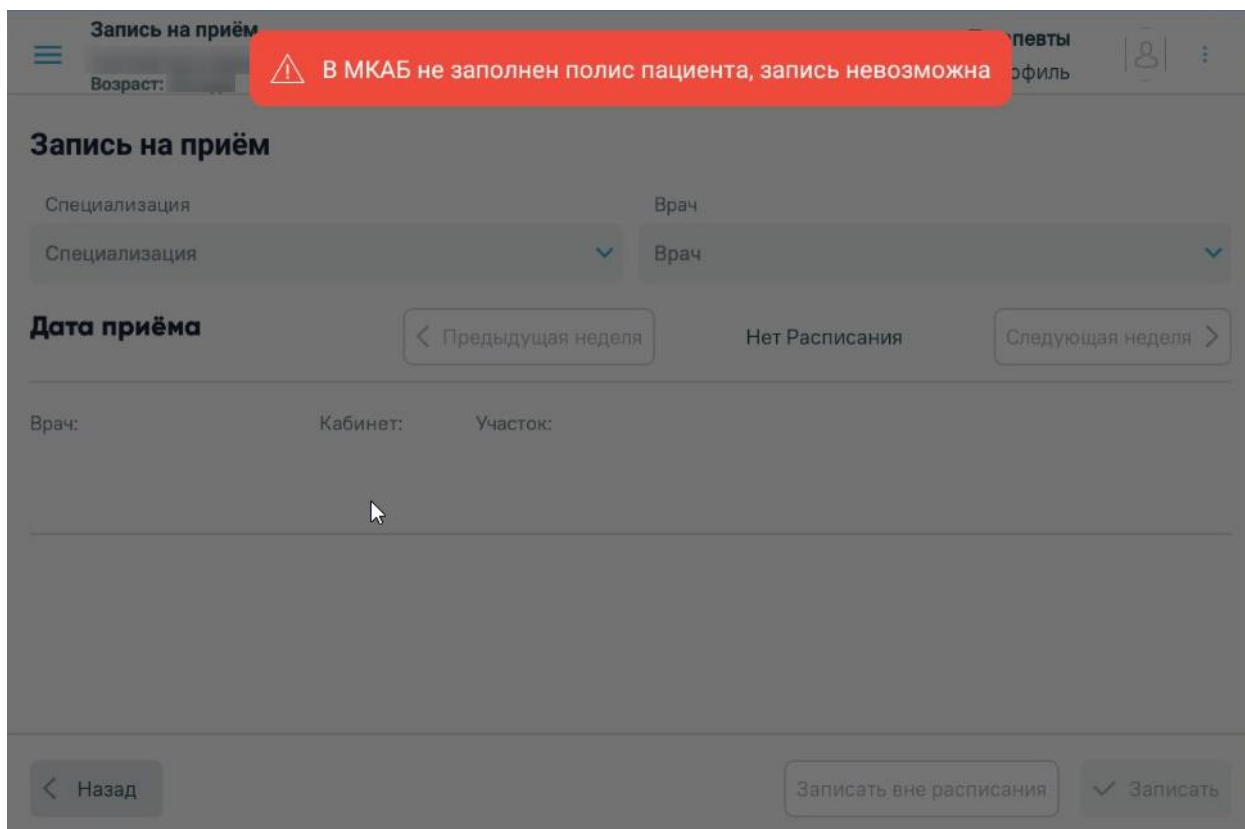 Запись на приём
Возраст:
В МКАБ не заполнен полис пациента, запись невозможна
Запись на приём
Специализация
Врач
Специализация
Врач
Дата приёма
Предыдущая неделя
Нет Расписания
Следующая неделя
Врач:
Кабинет:
Участок:
Назад
Записать вне расписания
Записать